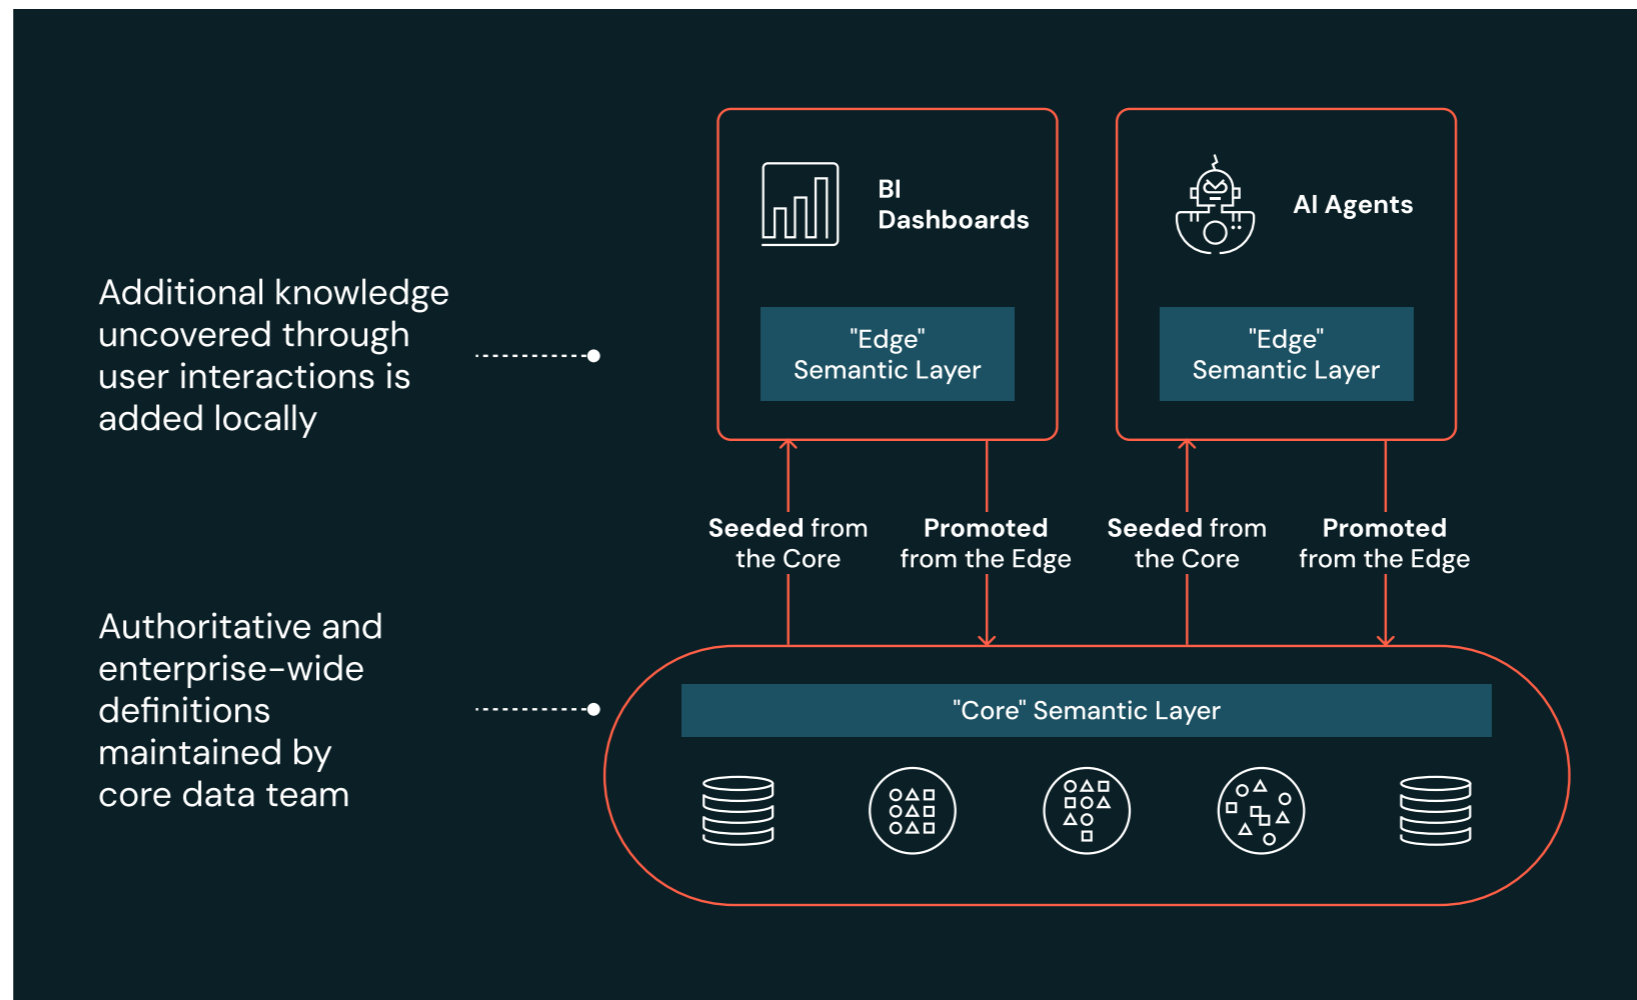 BI
Dashboards
AI Agents
Additional knowledge
uncovered through
user interactions is
added locally
"Edge"
Semantic Layer
"Edge"
Semantic Layer
Seeded from
the Core
Promoted
from the Edge
Seeded from
the Core
Promoted
from the Edge
Authoritative and
enterprise-wide
definitions
maintained by
core data team
"Core" Semantic Layer